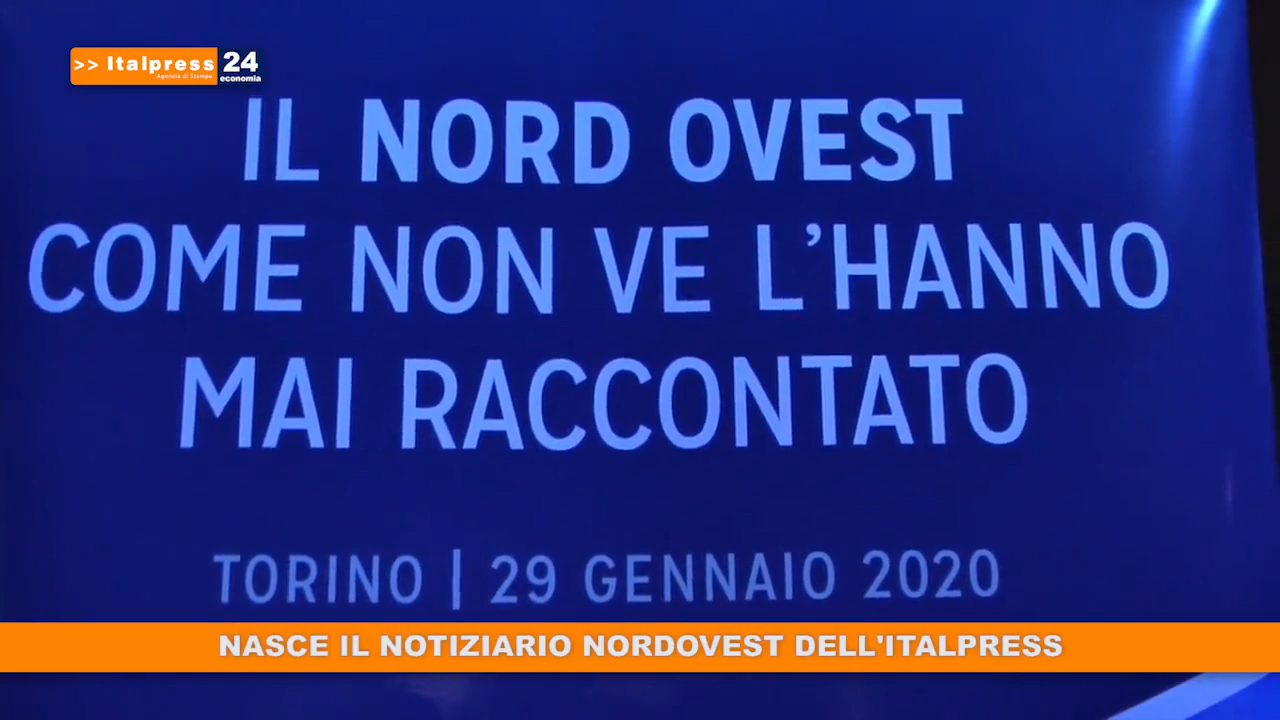 >> Italpress 24
Agenzia di Stampa economia
IL NORD OVEST
COME NON VE L'HANNO
MAI RACCONTATO
TORINO | 29 GENNAIO 2020
NASCE IL NOTIZIARIO NORDOVEST DELL'ITALPRESS